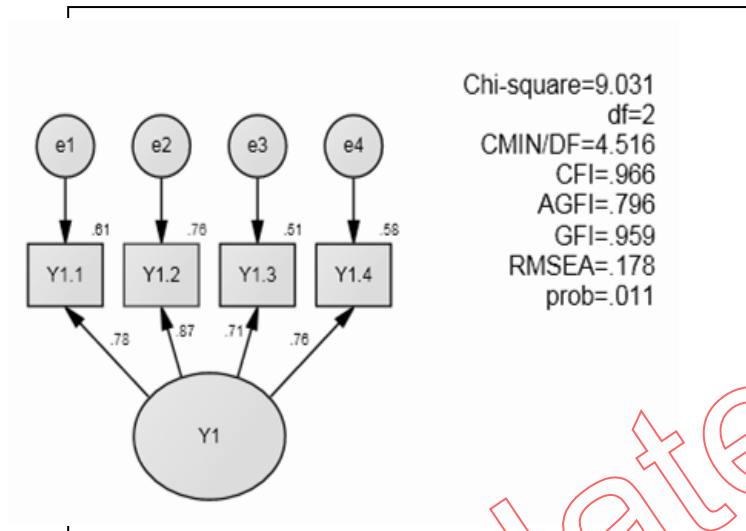 e1 e2 e3 e4
.61 .76 .51 .58
Y1.1 Y1.2 Y1.3 Y1.4
.78 .87 .71 .76
Y1
Chi-square=9.031
df=2
CMIN/DF=4.516
CFI=.966
AGFI=.796
GFI=.959
RMSEA=.178
prob=.011